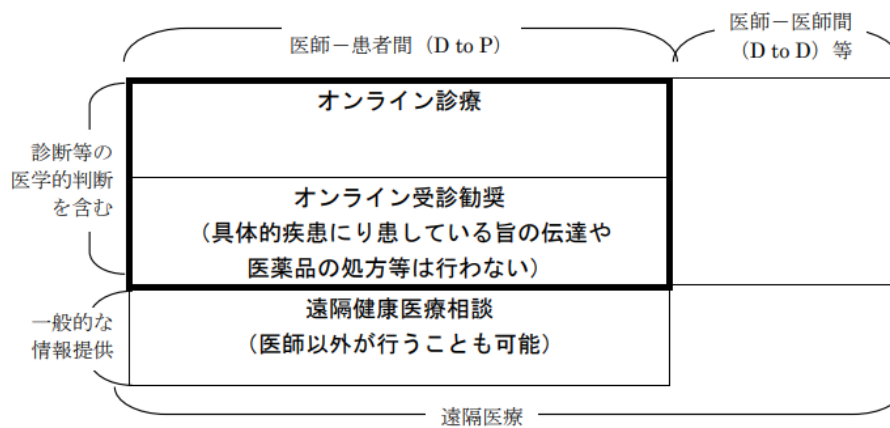 医師－患者間（D to P）
医師－医師間
（D to D）等
オンライン診療
診断等の
医学的判断
を含む
オンライン受診勧奨
（具体的疾患にり患している旨の伝達や
医薬品の処方等は行わない）
一般的な
情報提供
遠隔健康医療相談
（医師以外が行うことも可能）
遠隔医療